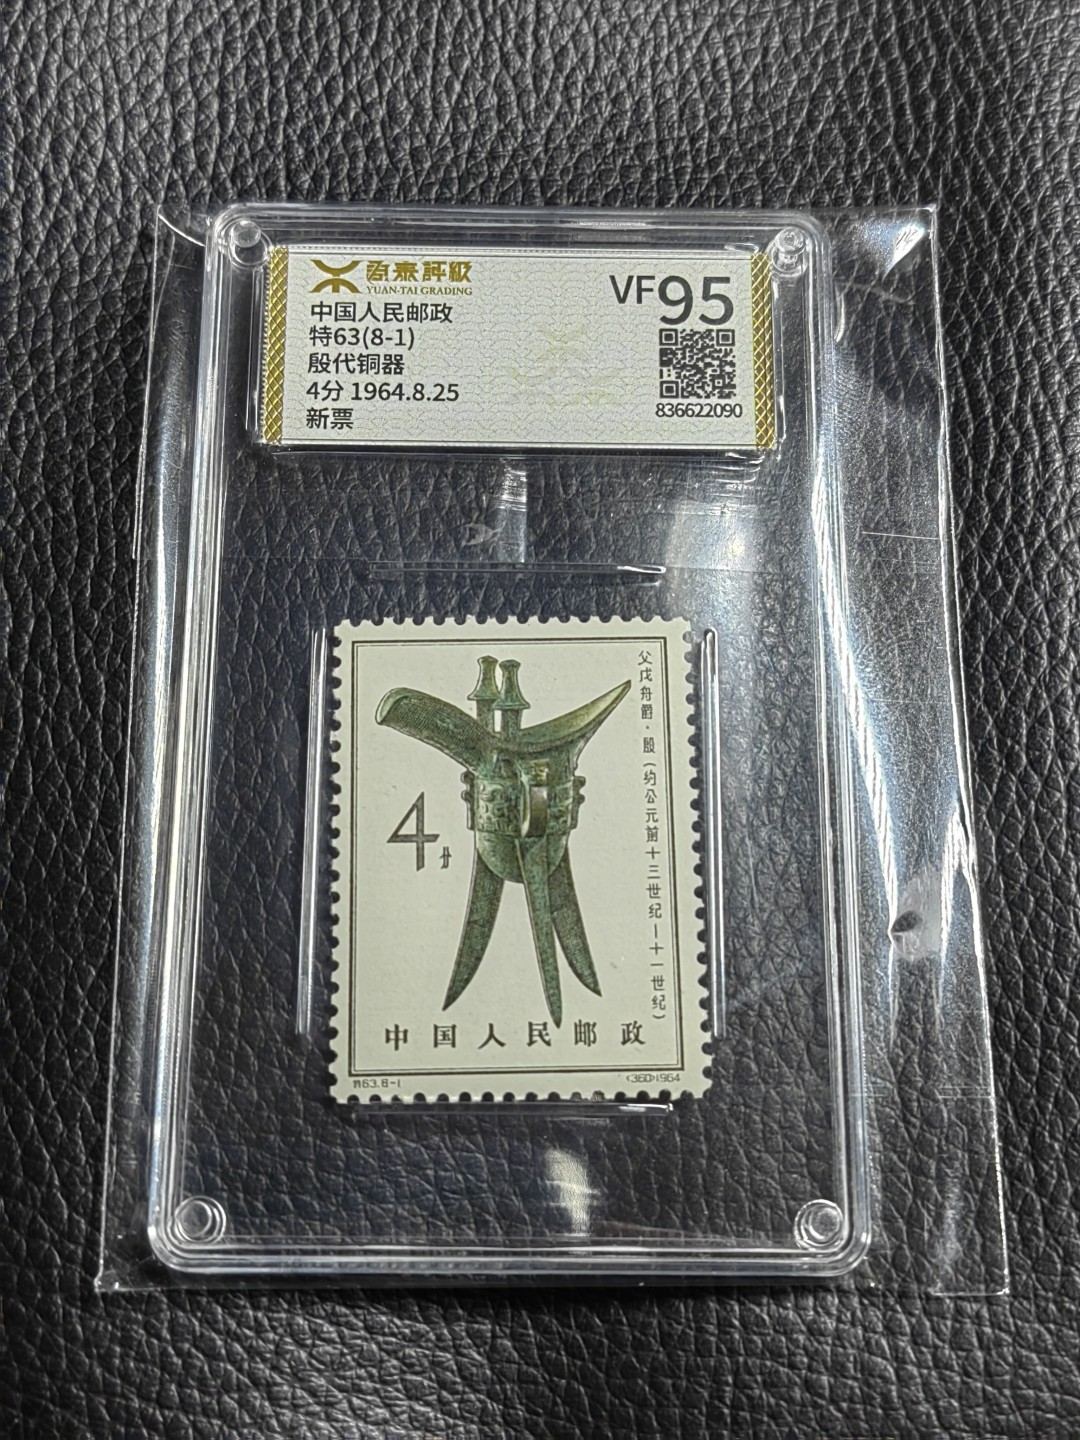 源泰評級
YUAN·TAI GRADING
中国人民邮政
特63(8-1)
殷代铜器
4分 1964.8.25
新票
VF95
836622090
父戊舟爵·殷(约公元前十三世纪—十一世纪)
4分
中国人民邮政
特63.8-1
(360)1964